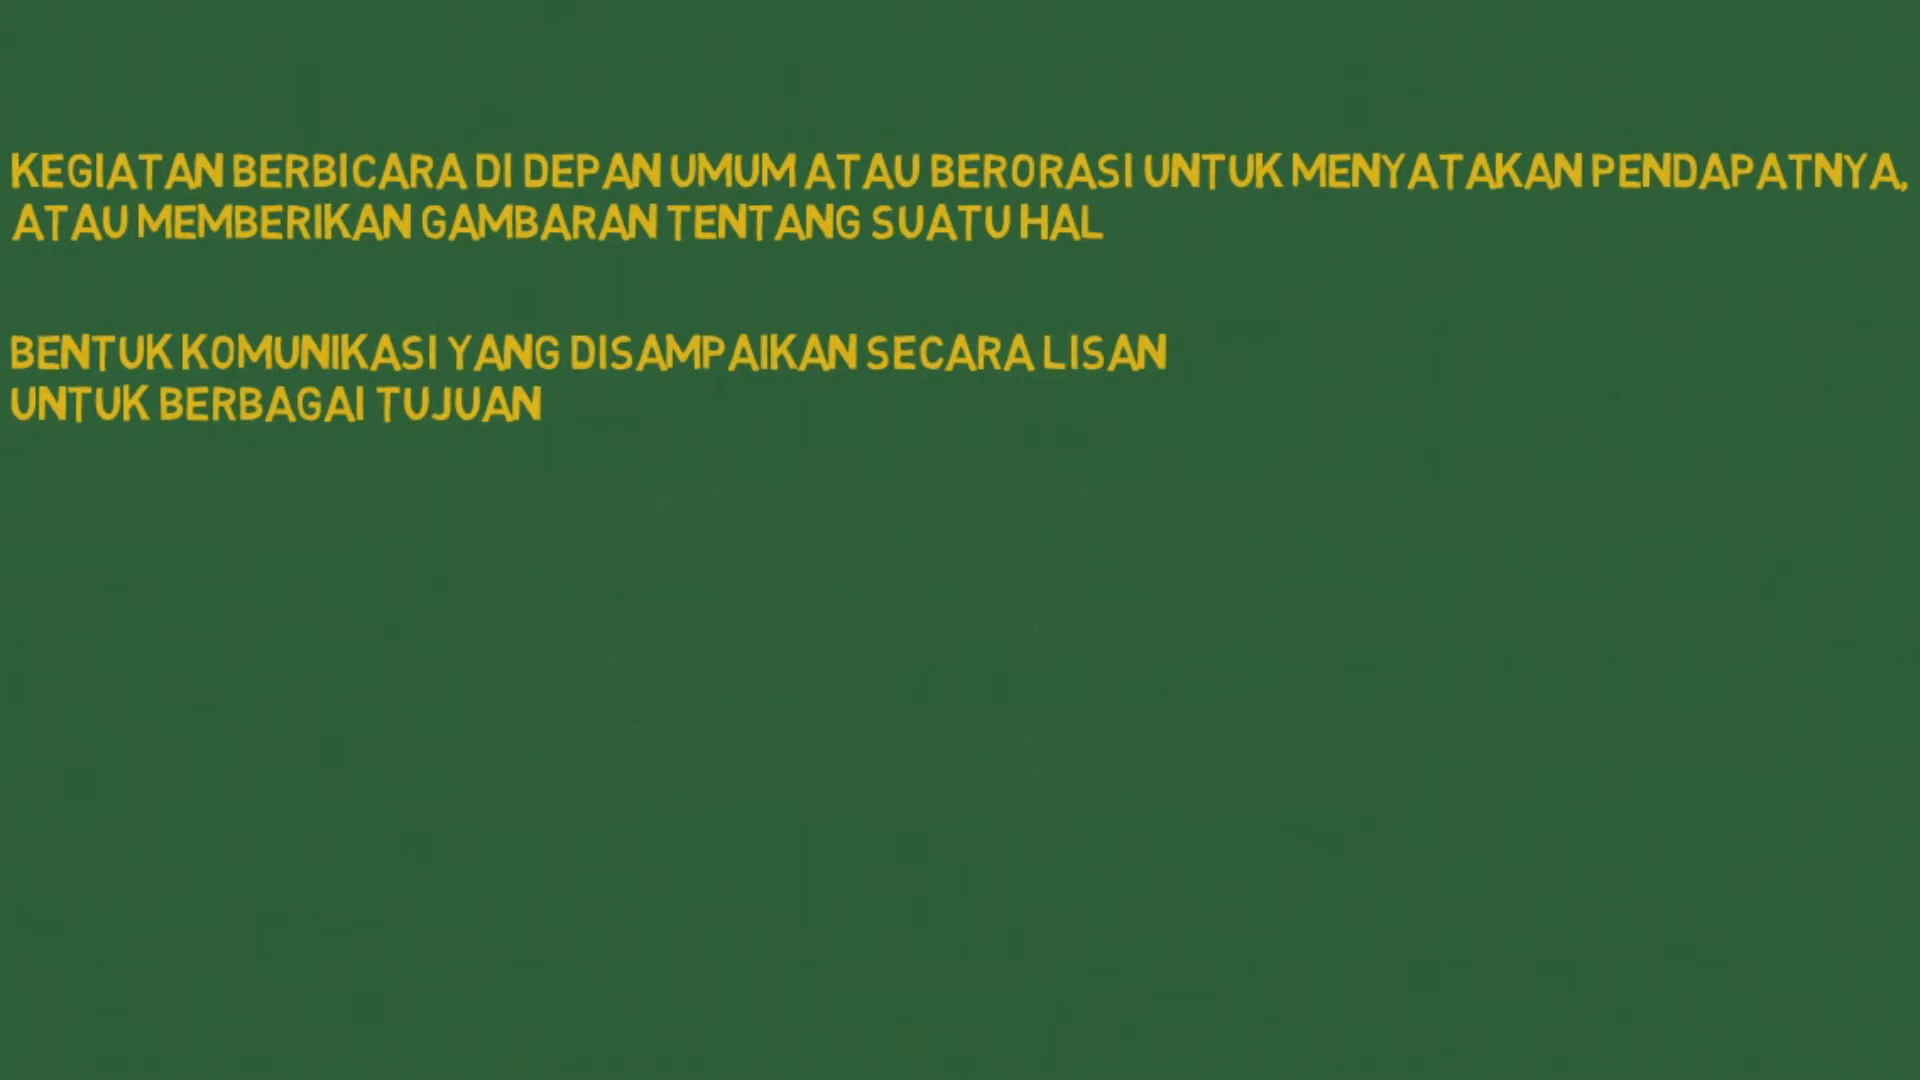 KEGIATAN BERBICARA DI DEPAN UMUM ATAU BERORASI UNTUK MENYATAKAN PENDAPATNYA,
ATAU MEMBERIKAN GAMBARAN TENTANG SUATU HAL
BENTUK KOMUNIKASI YANG DISAMPAIKAN SECARA LISAN
UNTUK BERBAGAI TUJUAN